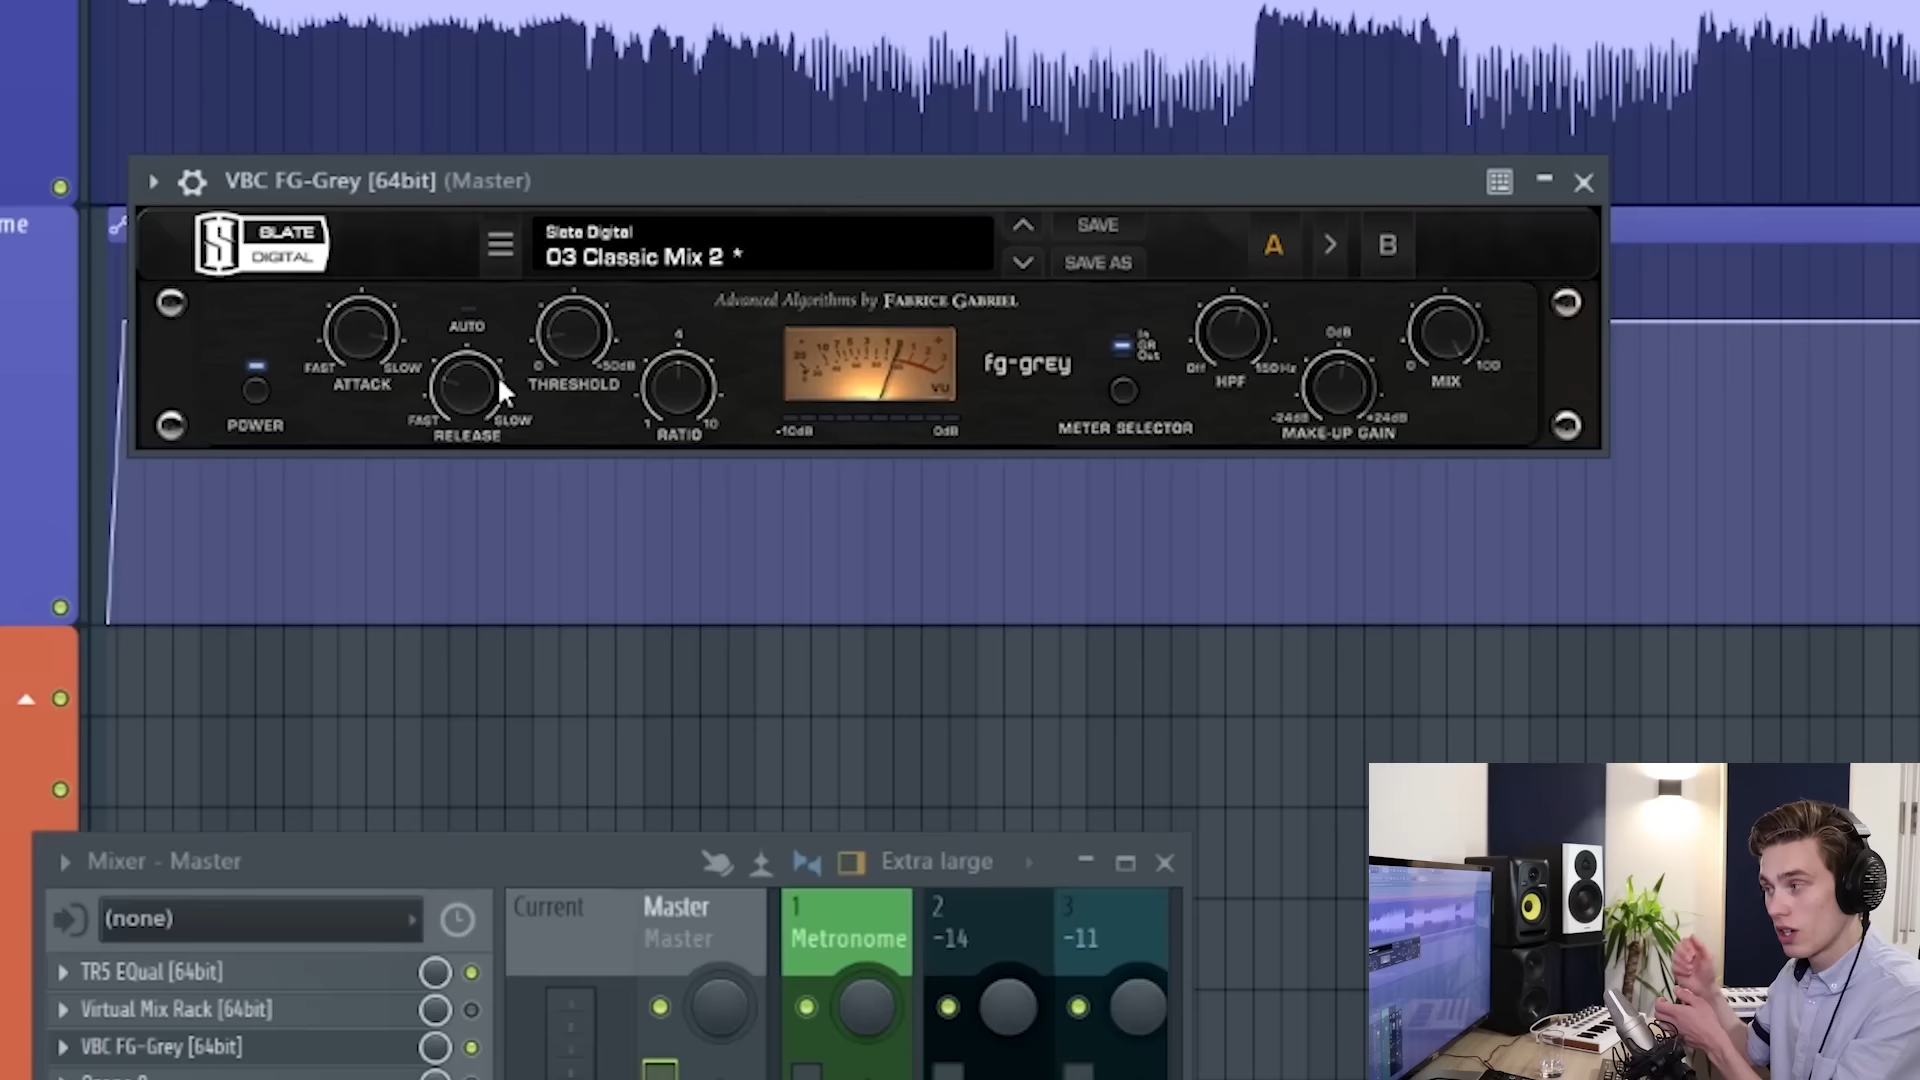 me
VBC FG-Grey [64bit] (Master)
SLATE
DIGITAL
Slate Digital
03 Classic Mix 2 *
SAVE
SAVE AS
A
B
Advanced Algorithms by FABRICE GABRIEL
POWER
FAST SLOW
ATTACK
AUTO
FAST SLOW
RELEASE
0 -50dB
THRESHOLD
4
1 10
RATIO
VU
-10dB 0dB
fg-grey
In
GR
Out
METER SELECTOR
Off 150Hz
HPF
0dB
-24dB +24dB
MAKE-UP GAIN
0 100
MIX
Mixer - Master
Extra large
(none)
TR5 EQual [64bit]
Virtual Mix Rack [64bit]
VBC FG-Grey [64bit]
Current
Master
Master
1
Metronome
2
-14
3
-11